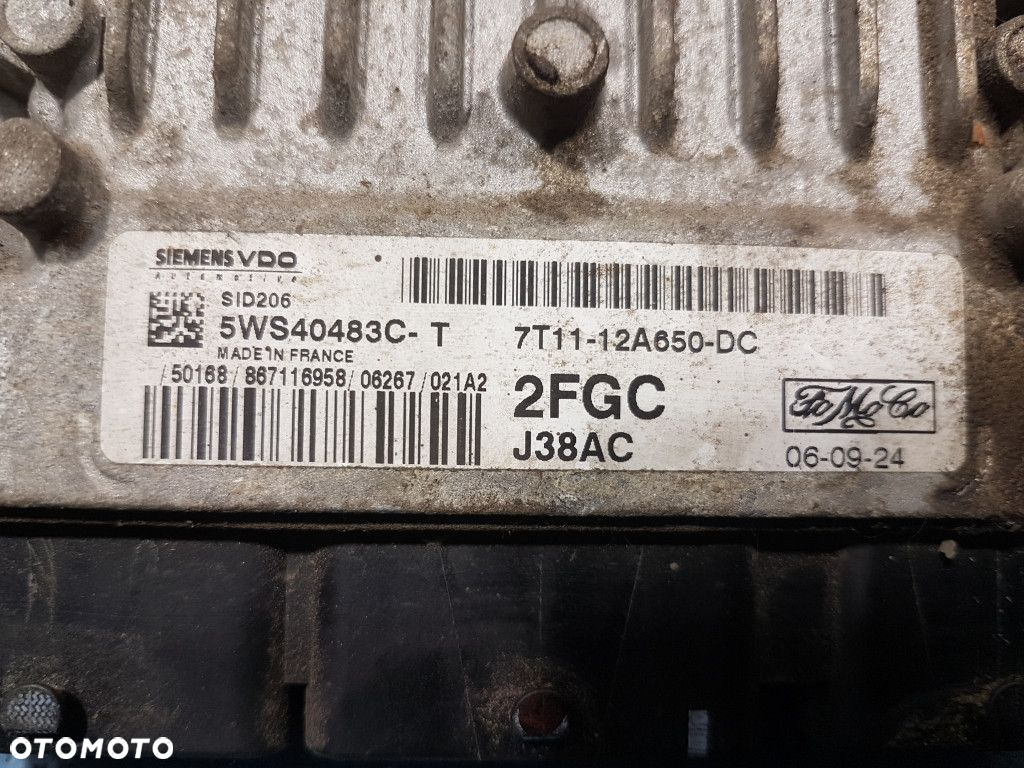 SIEMENS VDO
Automotive
SID206
5WS40483C- T
MADE IN FRANCE
50168 / 867116958 / 06267 / 021A2
7T11-12A650-DC
2FGC
J38AC
FoMoCo
06-09-24
OTOMOTO